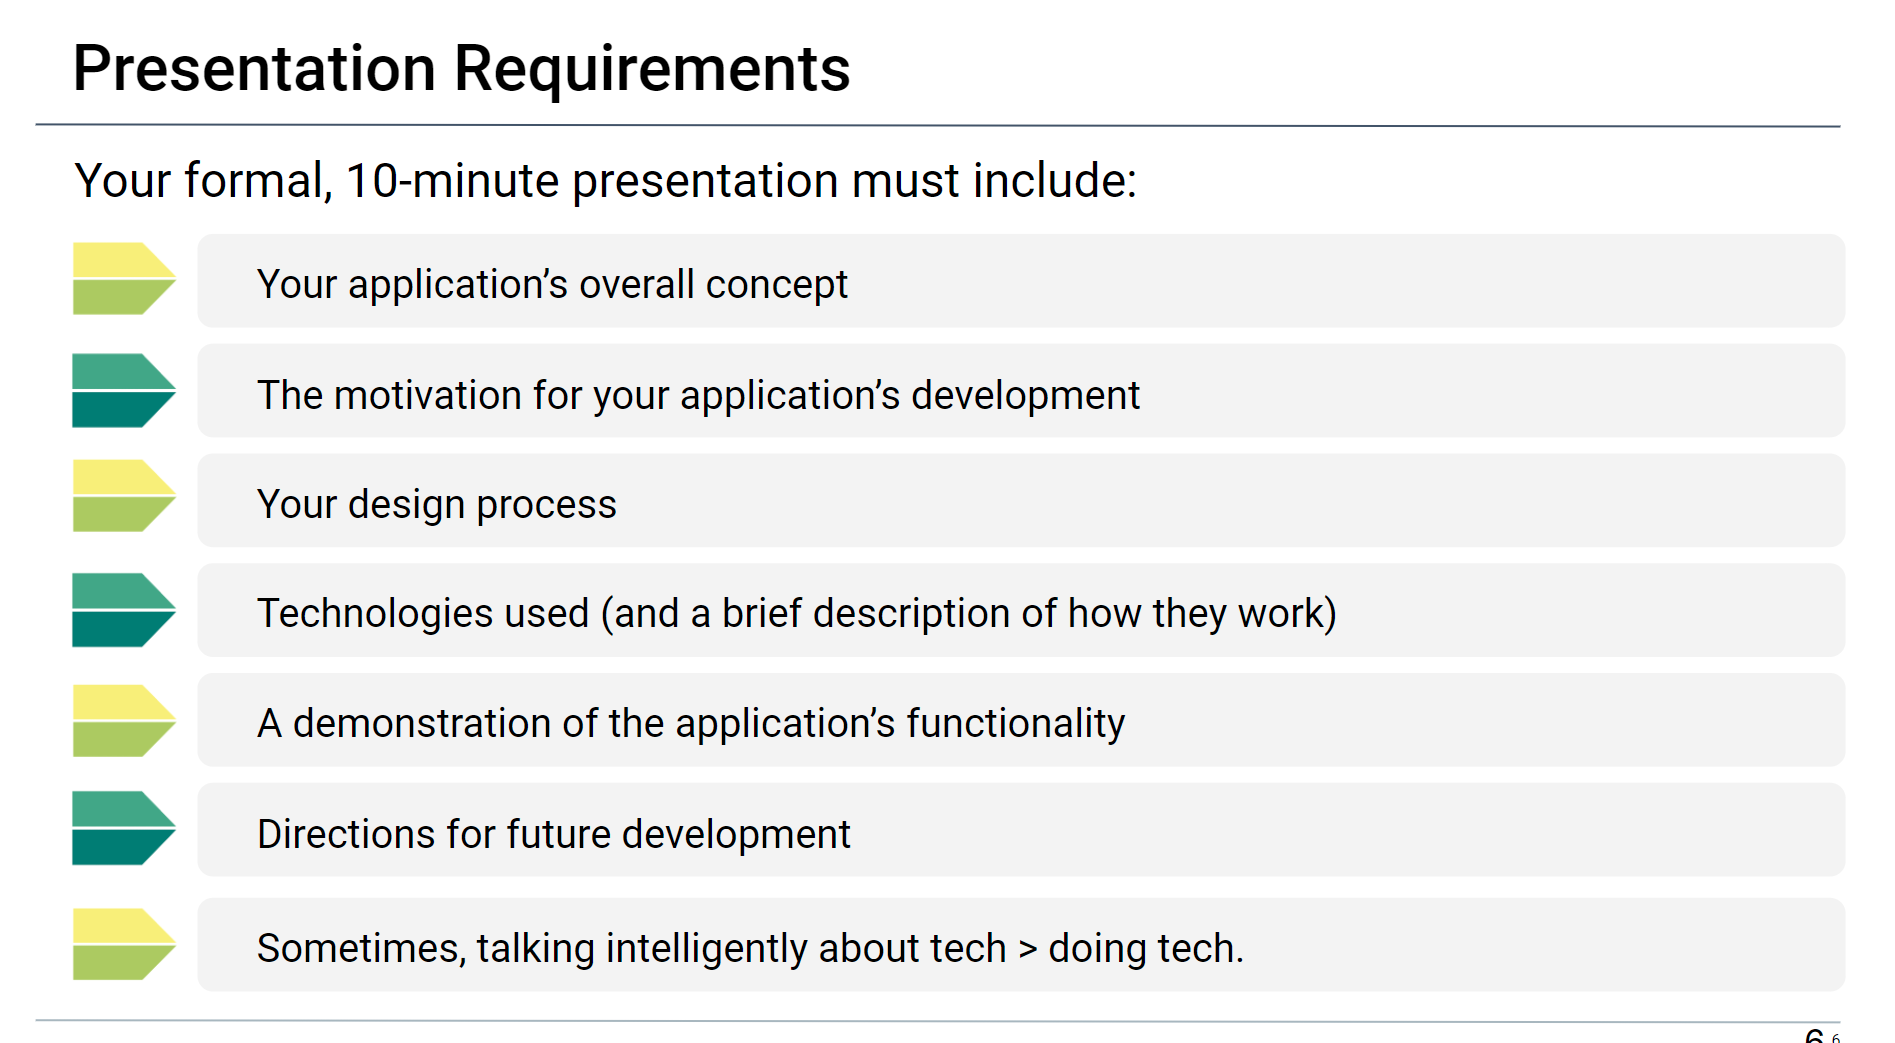 Presentation Requirements
Your formal, 10-minute presentation must include:
Your application’s overall concept
The motivation for your application’s development
Your design process
Technologies used (and a brief description of how they work)
A demonstration of the application’s functionality
Directions for future development
Sometimes, talking intelligently about tech > doing tech.
6 6